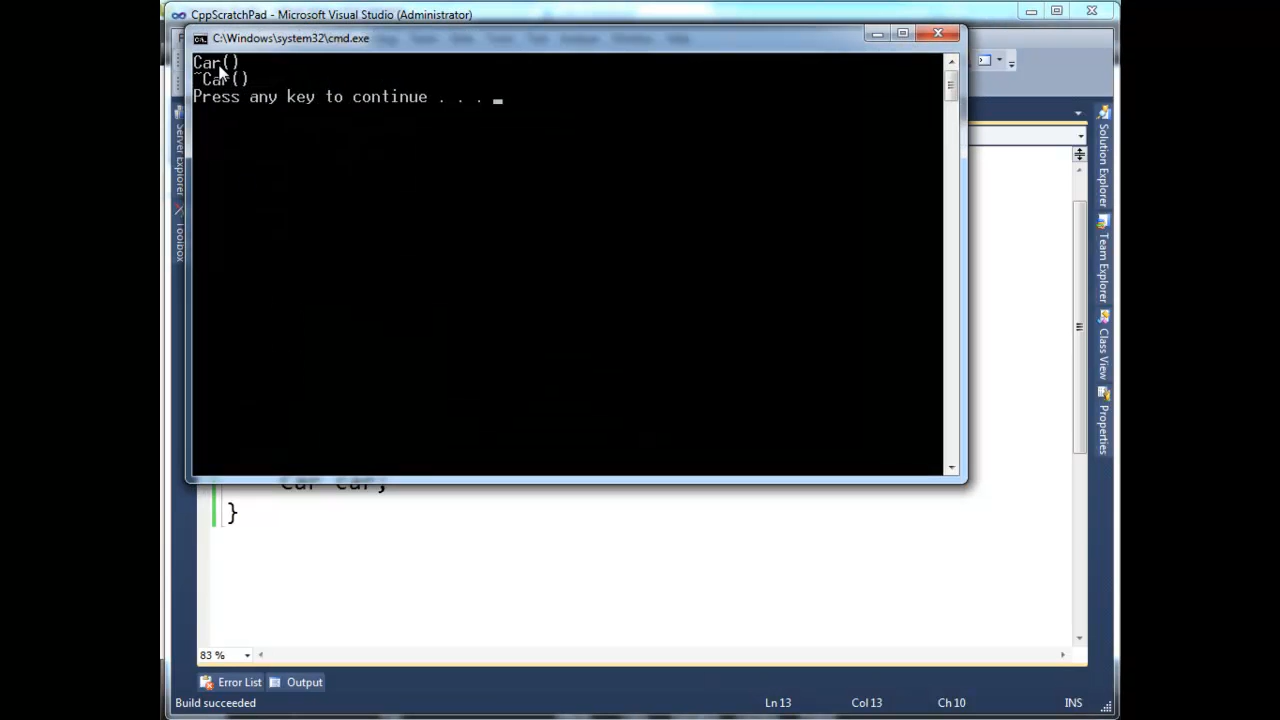 CppScratchPad - Microsoft Visual Studio (Administrator)
C:\Windows\system32\cmd.exe
Car()
~Car()
Press any key to continue . . . _
Server Explorer
Toolbox
Solution Explorer
Team Explorer
Class View
Properties
Car car;
}
83 %
Error List
Output
Build succeeded
Ln 13
Col 13
Ch 10
INS